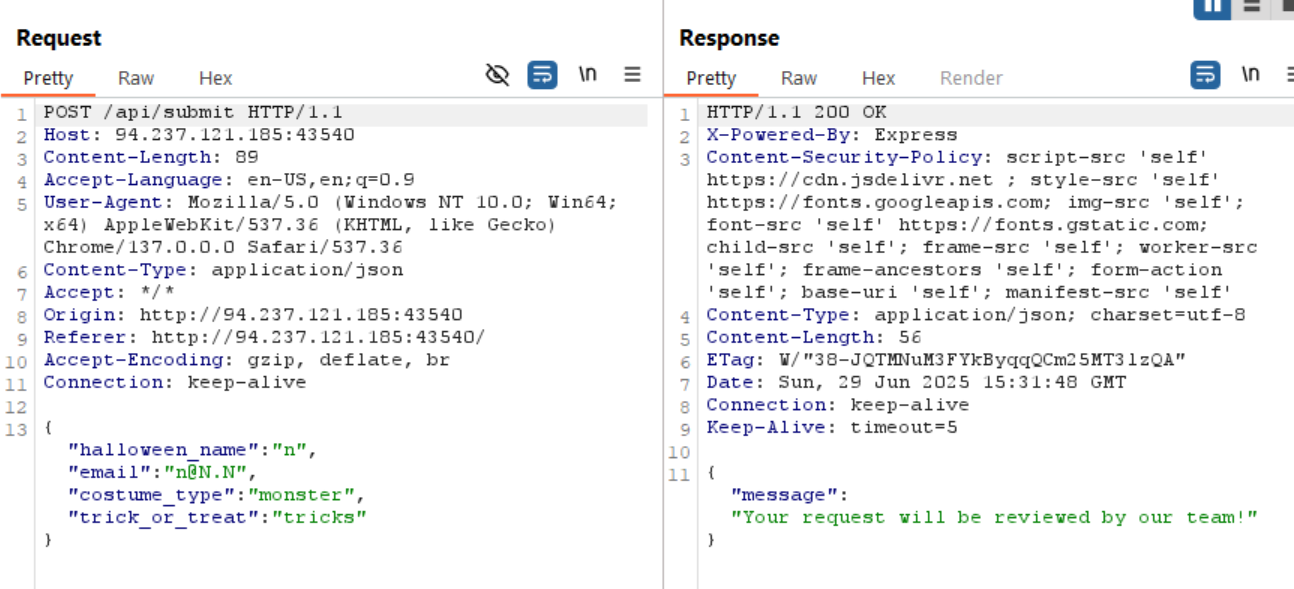 Request
Pretty Raw Hex \n
1 POST /api/submit HTTP/1.1
2 Host: 94.237.121.185:43540
3 Content-Length: 89
4 Accept-Language: en-US,en;q=0.9
5 User-Agent: Mozilla/5.0 (Windows NT 10.0; Win64;
x64) AppleWebKit/537.36 (KHTML, like Gecko)
Chrome/137.0.0.0 Safari/537.36
6 Content-Type: application/json
7 Accept: */*
8 Origin: http://94.237.121.185:43540
9 Referer: http://94.237.121.185:43540/
10 Accept-Encoding: gzip, deflate, br
11 Connection: keep-alive
12
13 {
"halloween_name":"n",
"email":"n@N.N",
"costume_type":"monster",
"trick_or_treat":"tricks"
}
Response
Pretty Raw Hex Render \n
1 HTTP/1.1 200 OK
2 X-Powered-By: Express
3 Content-Security-Policy: script-src 'self'
https://cdn.jsdelivr.net ; style-src 'self'
https://fonts.googleapis.com; img-src 'self';
font-src 'self' https://fonts.gstatic.com;
child-src 'self'; frame-src 'self'; worker-src
'self'; frame-ancestors 'self'; form-action
'self'; base-uri 'self'; manifest-src 'self'
4 Content-Type: application/json; charset=utf-8
5 Content-Length: 56
6 ETag: W/"38-JQTMNuM3FYkByqqQCm25MT3lzQA"
7 Date: Sun, 29 Jun 2025 15:31:48 GMT
8 Connection: keep-alive
9 Keep-Alive: timeout=5
10
11 {
"message":
"Your request will be reviewed by our team!"
}